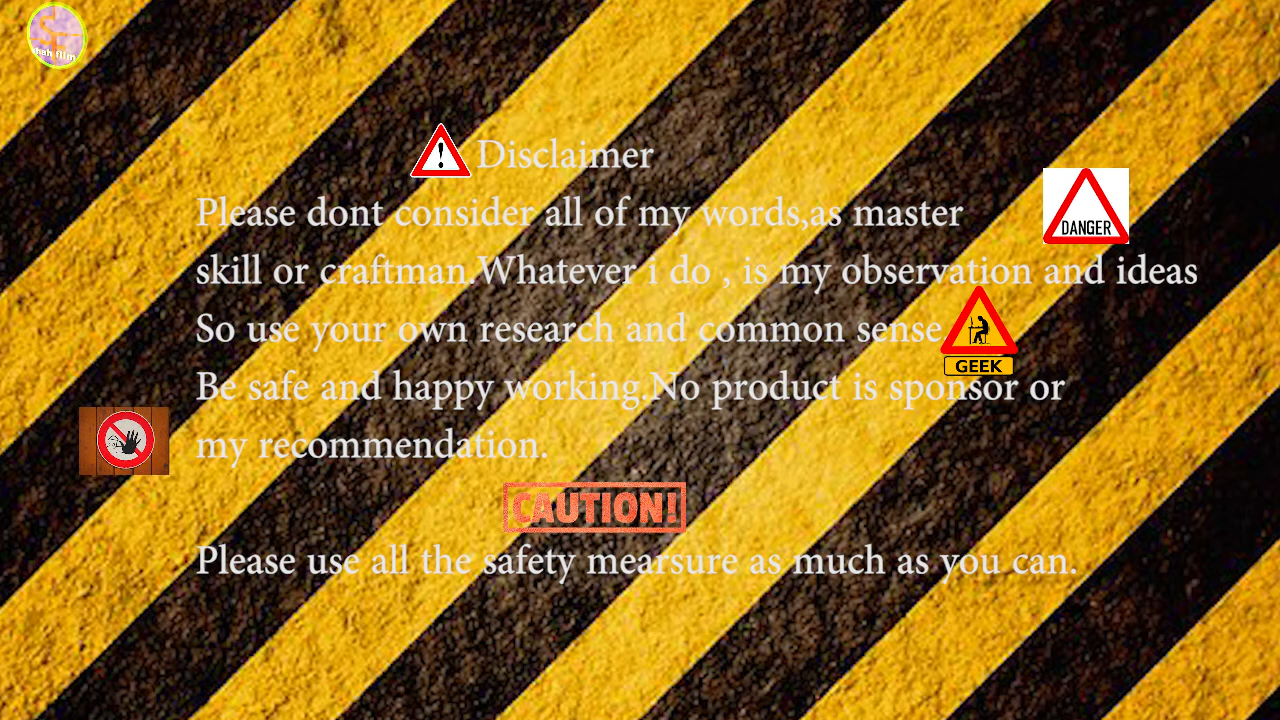 shah film
Disclaimer
Please dont consider all of my words,as master
DANGER
skill or craftman.Whatever i do , is my observation and ideas
So use your own research and common sense
GEEK
Be safe and happy working.No product is sponsor or
my recommendation.
CAUTION!
Please use all the safety mearsure as much as you can.